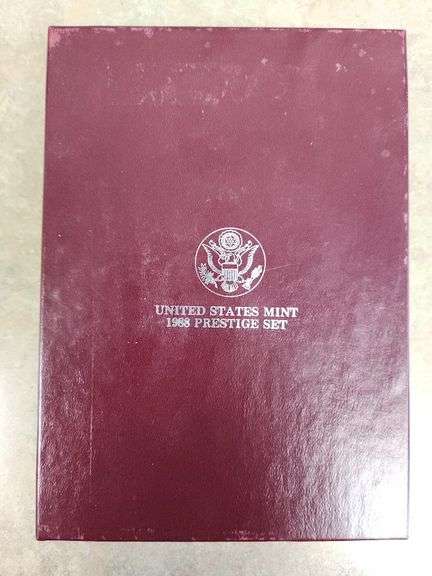 UNITED STATES MINT
1988 PRESTIGE SET